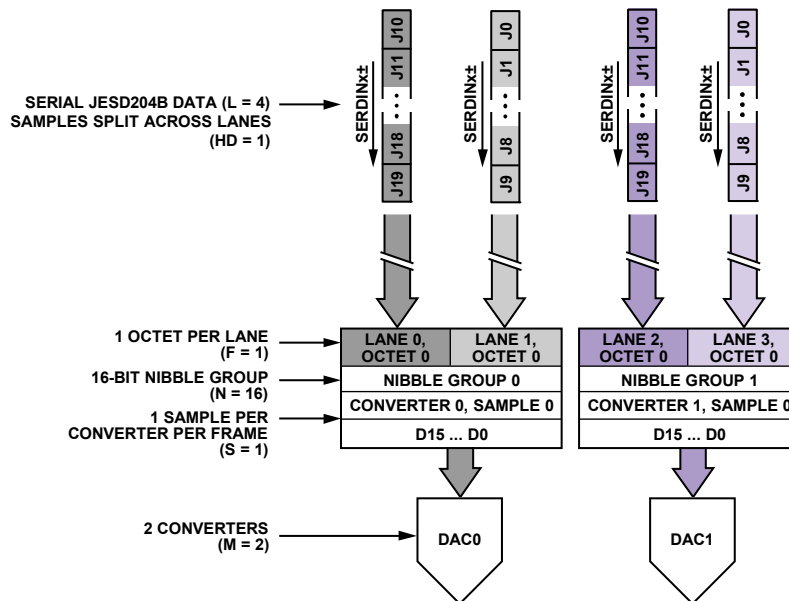 J10
J11
...
J18
J19
SERDINx±
J0
J1
...
J8
J9
SERDINx±
J10
J11
...
J18
J19
SERDINx±
J0
J1
...
J8
J9
SERDINx±
SERIAL JESD204B DATA (L = 4)
SAMPLES SPLIT ACROSS LANES
(HD = 1)
1 OCTET PER LANE
(F = 1)
LANE 0,
OCTET 0
LANE 1,
OCTET 0
LANE 2,
OCTET 0
LANE 3,
OCTET 0
16-BIT NIBBLE GROUP
(N = 16)
NIBBLE GROUP 0
NIBBLE GROUP 1
1 SAMPLE PER
CONVERTER PER FRAME
(S = 1)
CONVERTER 0, SAMPLE 0
CONVERTER 1, SAMPLE 0
D15 ... D0
D15 ... D0
2 CONVERTERS
(M = 2)
DAC0
DAC1